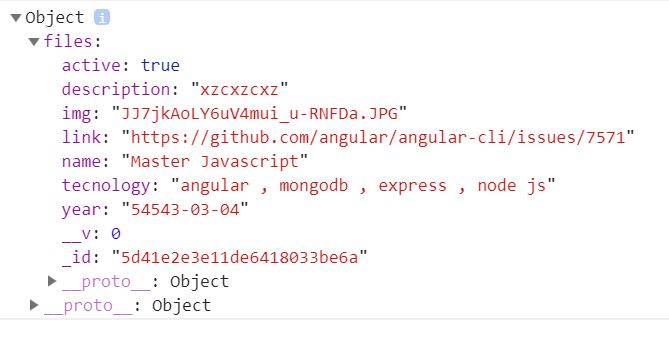 Object i
files:
active: true
description: "xzcxzcxz"
img: "JJ7jkAoLY6uV4mui_u-RNFDa.JPG"
link: "https://github.com/angular/angular-cli/issues/7571"
name: "Master Javascript"
tecnology: "angular , mongodb , express , node js"
year: "54543-03-04"
__v: 0
_id: "5d41e2e3e11de6418033be6a"
__proto__: Object
__proto__: Object